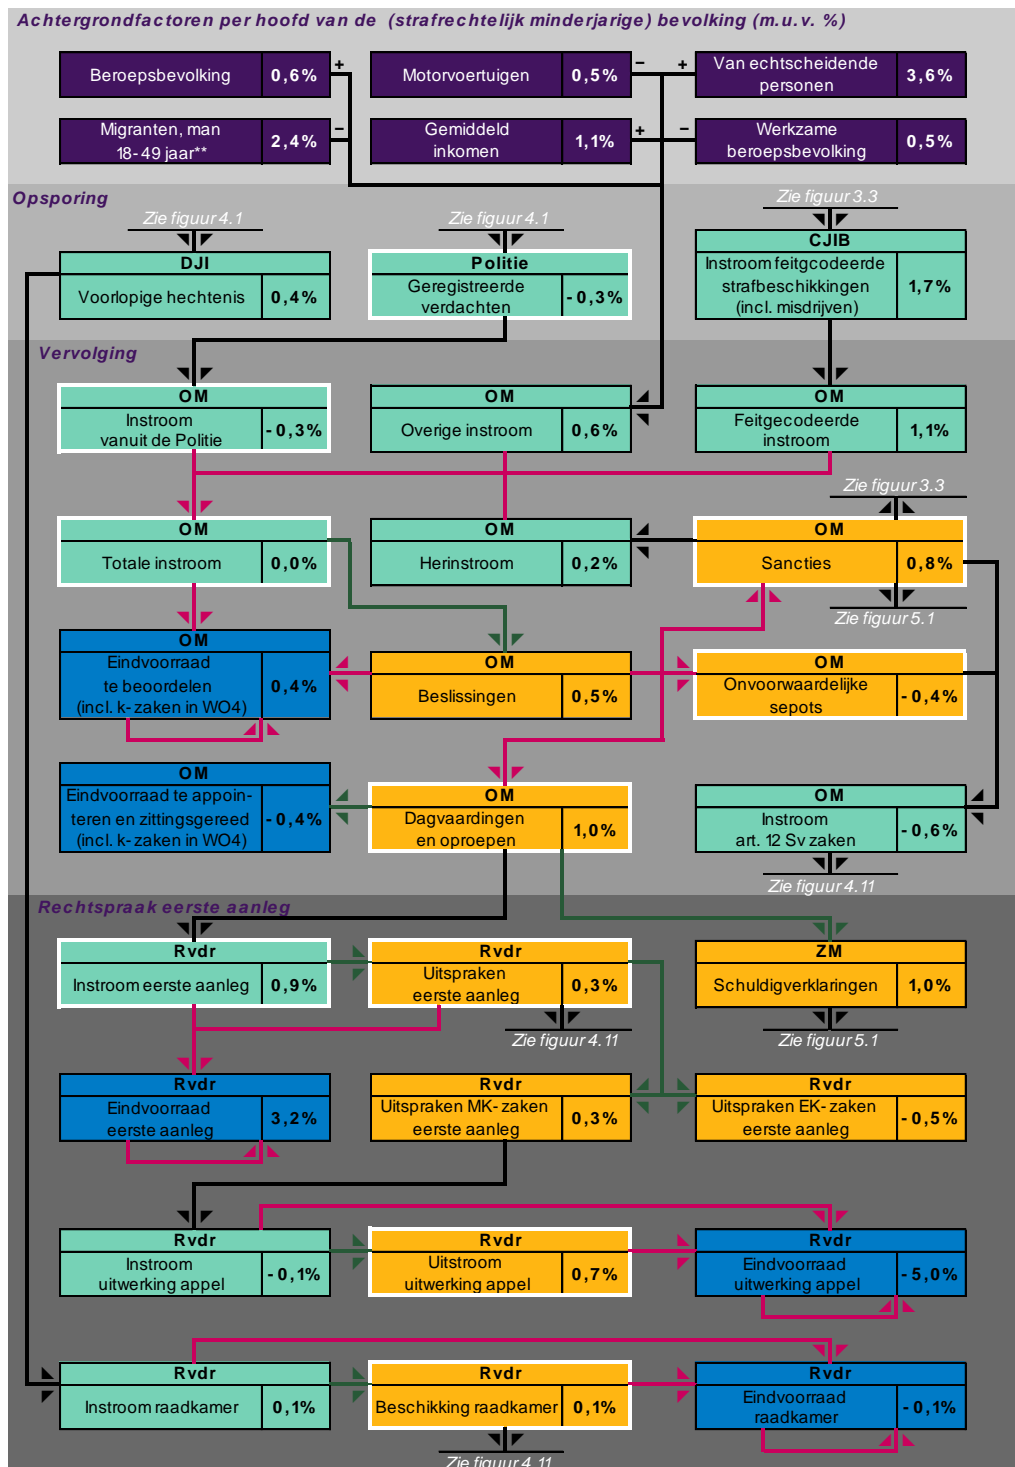 Achtergrondfactoren per hoofd van de (strafrechtelijk minderjarige) bevolking (m.u.v. %)
Beroepsbevolking 0,6%
+
Motorvoertuigen 0,5%
−
+
Van echtscheidende
personen
3,6%
Migranten, man
18-49 jaar**
2,4%
−
Gemiddeld
inkomen
1,1%
+
−
Werkzame
beroepsbevolking
0,5%
Opsporing
Zie figuur 4.1
Zie figuur 4.1
Zie figuur 3.3
DJI
Voorlopige hechtenis 0,4%
Politie
Geregistreerde
verdachten
-0,3%
CJIB
Instroom feitgcodeerde
strafbeschikkingen
(incl. misdrijven)
1,7%
Vervolging
OM
Instroom
vanuit de Politie
-0,3%
OM
Overige instroom 0,6%
OM
Feitgecodeerde
instroom
1,1%
Zie figuur 3.3
OM
Totale instroom 0,0%
OM
Herinstroom 0,2%
OM
Sancties 0,8%
Zie figuur 5.1
OM
Eindvoorraad
te beoordelen
(incl. k-zaken in WO4)
0,4%
OM
Beslissingen 0,5%
OM
Onvoorwaardelijke
sepots
-0,4%
OM
Eindvoorraad te appoin-
teren en zittingsgereed
(incl. k-zaken in WO4)
-0,4%
OM
Dagvaardingen
en oproepen
1,0%
OM
Instroom
art. 12 Sv zaken
-0,6%
Zie figuur 4.11
Rechtspraak eerste aanleg
Rvdr
Instroom eerste aanleg 0,9%
Rvdr
Uitspraken
eerste aanleg
0,3%
ZM
Schuldigverklaringen 1,0%
Zie figuur 4.11
Zie figuur 5.1
Rvdr
Eindvoorraad
eerste aanleg
3,2%
Rvdr
Uitspraken MK-zaken
eerste aanleg
0,3%
Rvdr
Uitspraken EK-zaken
eerste aanleg
-0,5%
Rvdr
Instroom
uitwerking appel
-0,1%
Rvdr
Uitstroom
uitwerking appel
0,7%
Rvdr
Eindvoorraad
uitwerking appel
-5,0%
Rvdr
Instroom raadkamer 0,1%
Rvdr
Beschikking raadkamer 0,1%
Rvdr
Eindvoorraad
raadkamer
-0,1%
Zie figuur 4.11